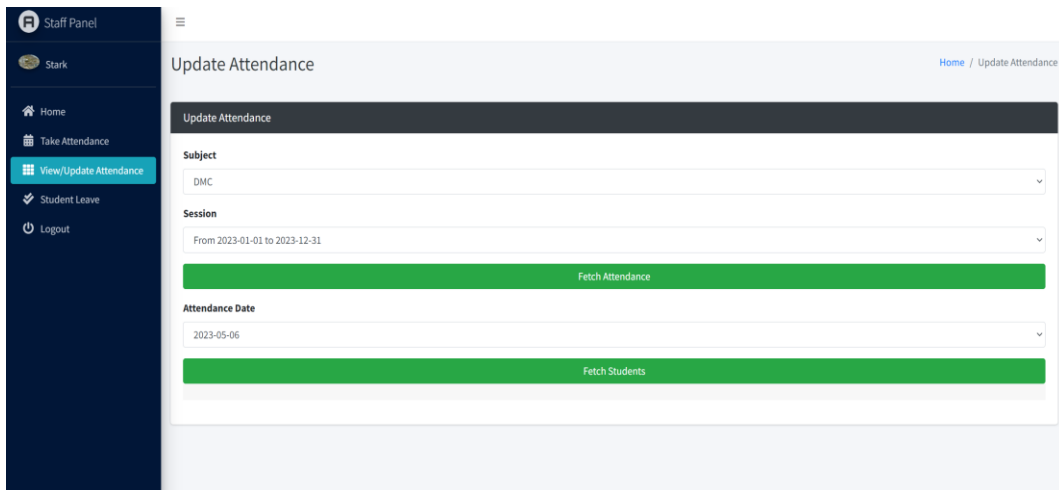 Staff Panel
Stark
Home
Take Attendance
View/Update Attendance
Student Leave
Logout
Update Attendance
Home / Update Attendance
Update Attendance
Subject
DMC
Session
From 2023-01-01 to 2023-12-31
Fetch Attendance
Attendance Date
2023-05-06
Fetch Students